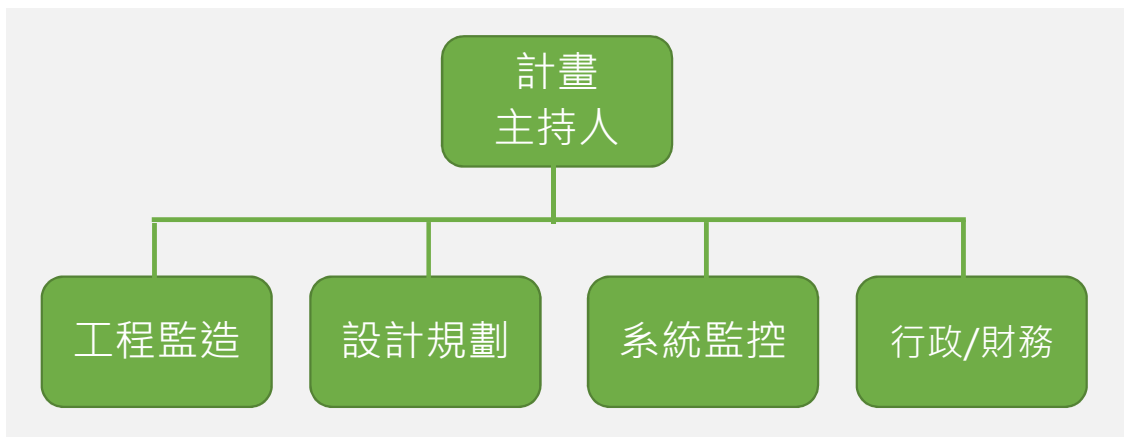 計畫
主持人
工程監造
設計規劃
系統監控
行政/財務